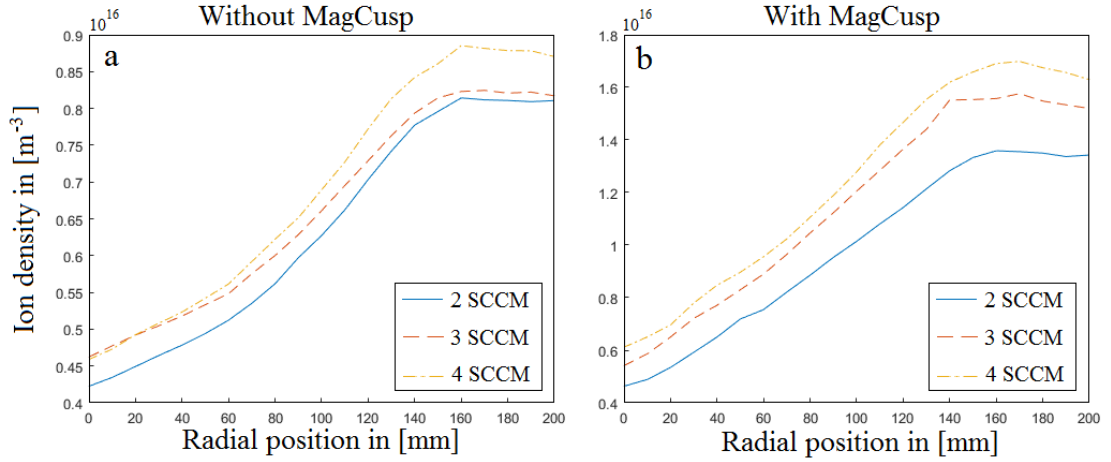 Without MagCusp
With MagCusp
×10^16
×10^16
a
b
Ion density in [m^-3]
0.9
0.85
0.8
0.75
0.7
0.65
0.6
0.55
0.5
0.45
0.4
1.8
1.6
1.4
1.2
1
0.8
0.6
0.4
2 SCCM
3 SCCM
4 SCCM
2 SCCM
3 SCCM
4 SCCM
0 20 40 60 80 100 120 140 160 180 200
0 20 40 60 80 100 120 140 160 180 200
Radial position in [mm]
Radial position in [mm]